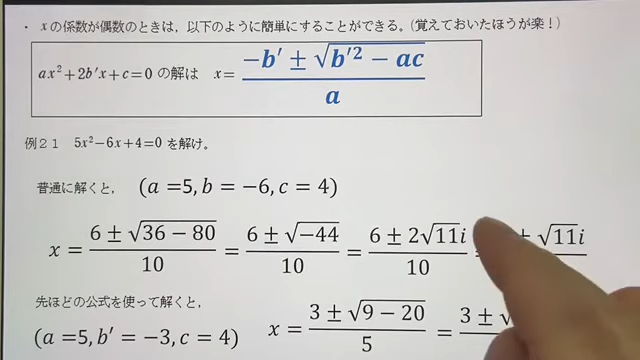 ・ xの係数が偶数のときは，以下のように簡単にすることができる。(覚えておいたほうが楽！)
ax²+2b′x+c=0 の解は x= (-b′ ± √(b′² - ac)) / a
例２１ 5x²-6x+4=0 を解け。
普通に解くと， (a=5, b=-6, c=4)
x = (6 ± √(36 - 80)) / 10 = (6 ± √-44) / 10 = (6 ± 2√11i) / 10 = ± √11i
先ほどの公式を使って解くと，
(a=5, b′=-3, c=4) x = (3 ± √(9 - 20)) / 5 = 3 ± √